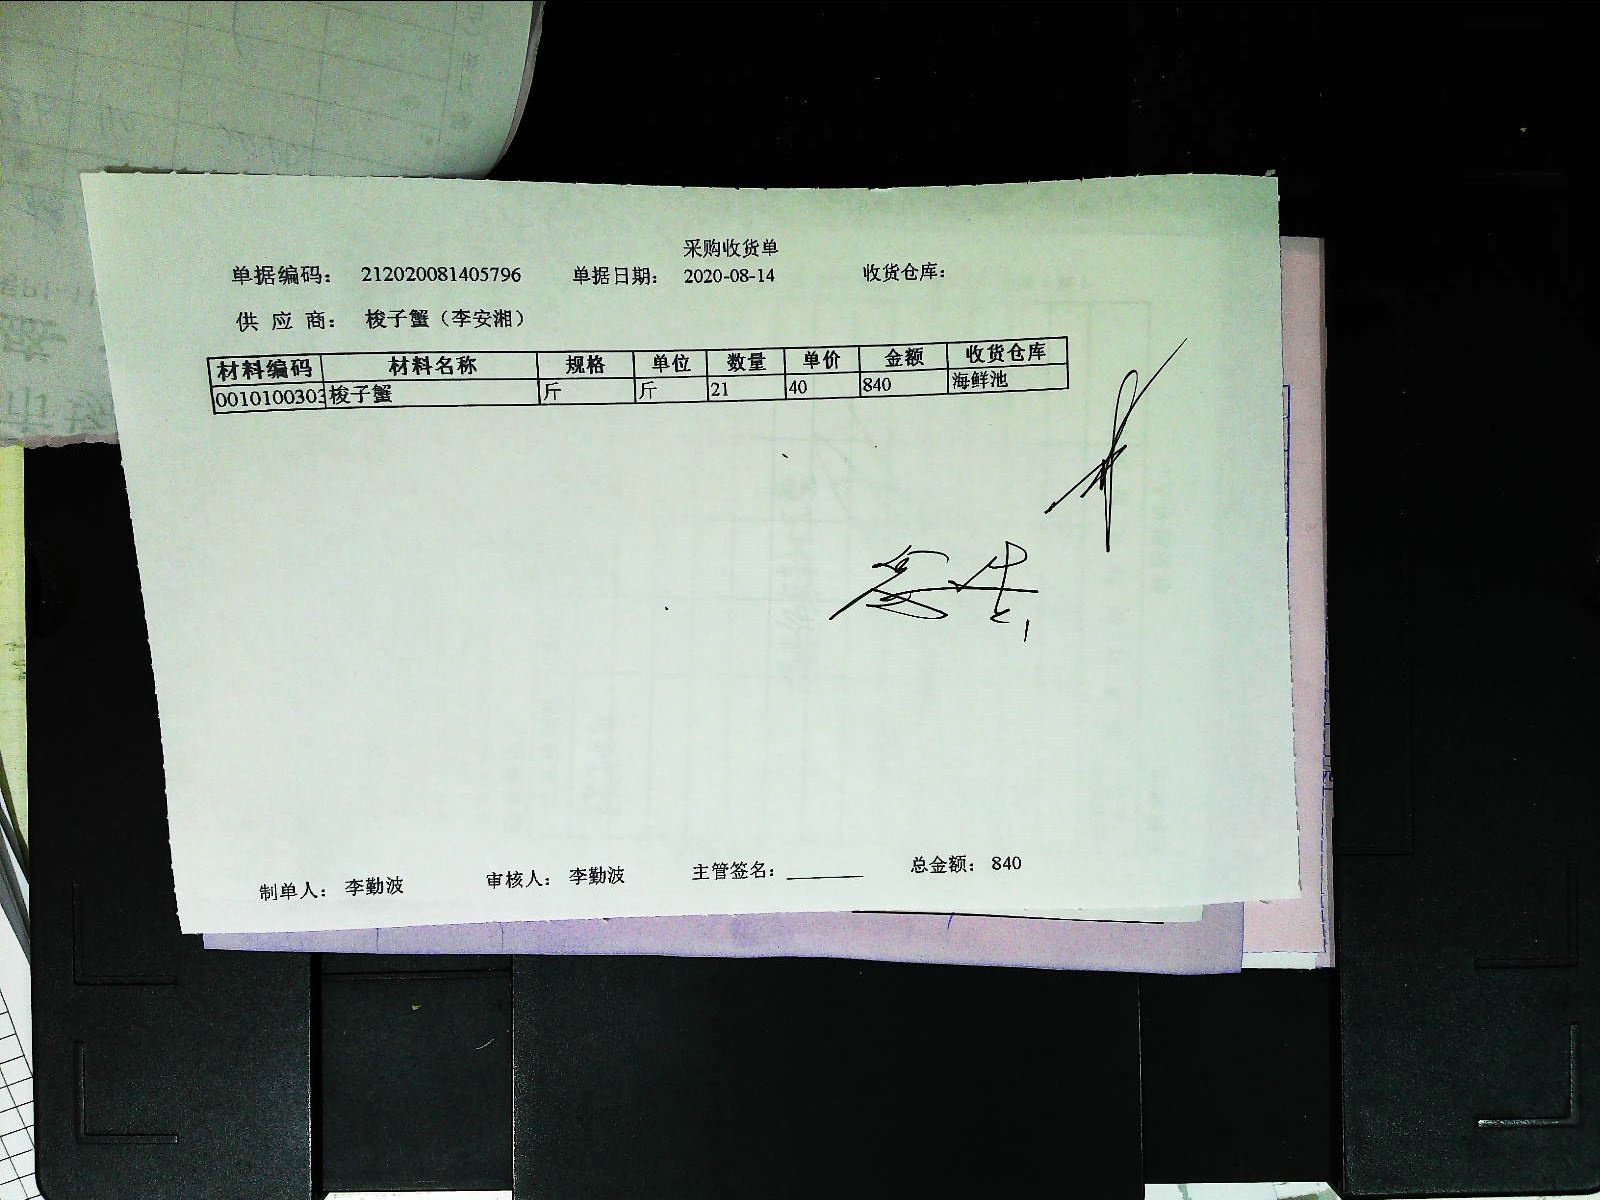 采购收货单
单据编码： 212020081405796 单据日期： 2020-08-14 收货仓库：
供 应 商： 梭子蟹（李安湘）
材料编码 材料名称 规格 单位 数量 单价 金额 收货仓库
0010100303 梭子蟹 斤 斤 21 40 840 海鲜池
制单人： 李勤波 审核人： 李勤波 主管签名： 总金额： 840